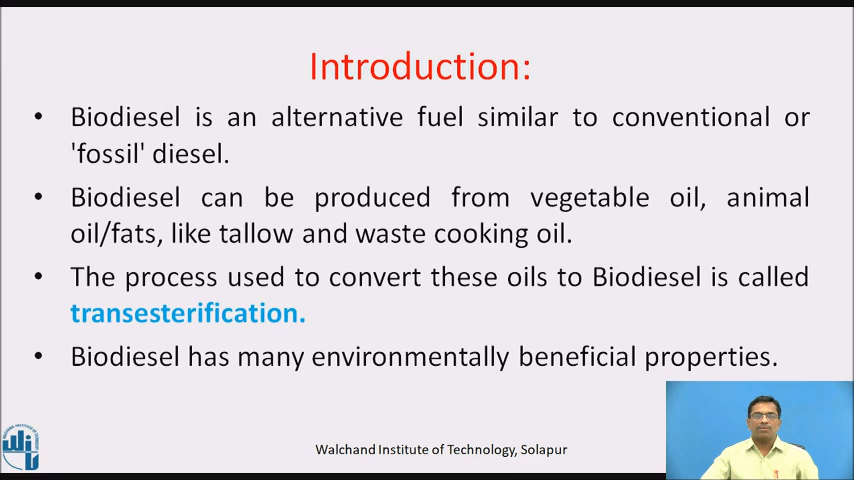 Introduction:
• Biodiesel is an alternative fuel similar to conventional or
'fossil' diesel.
• Biodiesel can be produced from vegetable oil, animal
oil/fats, like tallow and waste cooking oil.
• The process used to convert these oils to Biodiesel is called
transesterification.
• Biodiesel has many environmentally beneficial properties.
Walchand Institute of Technology, Solapur